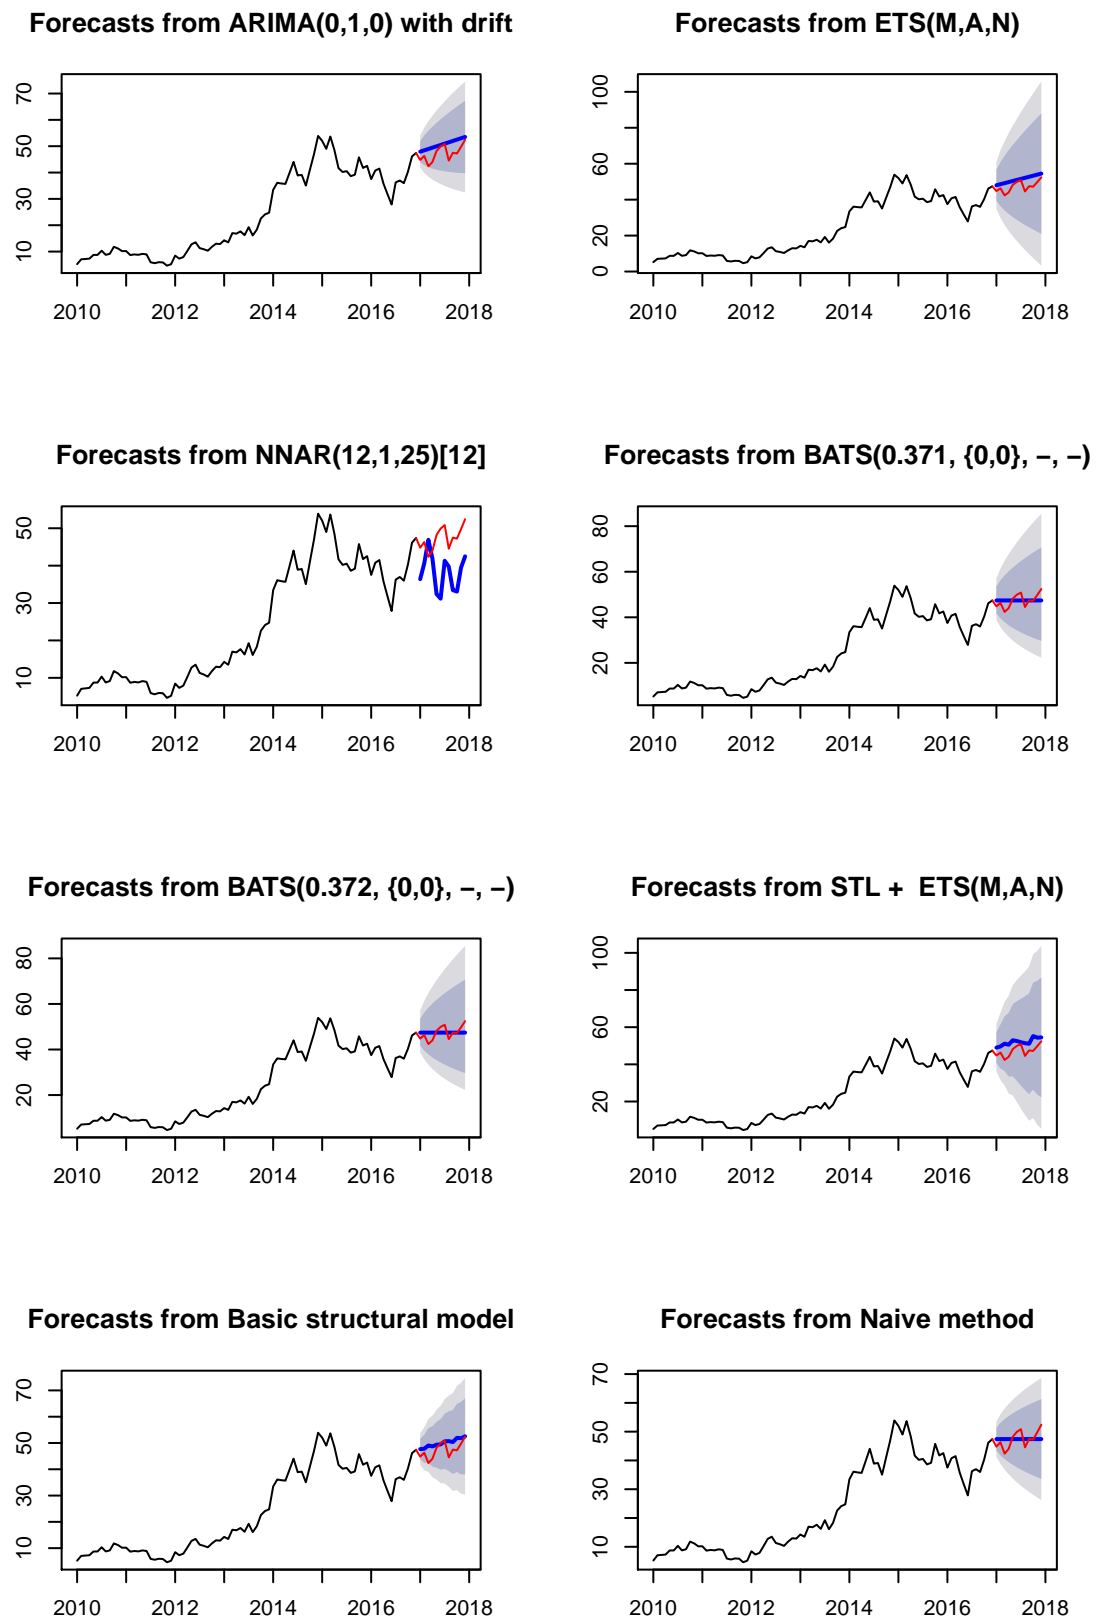 Forecasts from ARIMA(0,1,0) with drift
10 30 50 70
2010 2012 2014 2016 2018
Forecasts from ETS(M,A,N)
0 20 60 100
2010 2012 2014 2016 2018
Forecasts from NNAR(12,1,25)[12]
10 30 50
2010 2012 2014 2016 2018
Forecasts from BATS(0.371, {0,0}, −, −)
20 40 60 80
2010 2012 2014 2016 2018
Forecasts from BATS(0.372, {0,0}, −, −)
20 40 60 80
2010 2012 2014 2016 2018
Forecasts from STL +  ETS(M,A,N)
20 60 100
2010 2012 2014 2016 2018
Forecasts from Basic structural model
10 30 50 70
2010 2012 2014 2016 2018
Forecasts from Naive method
10 30 50 70
2010 2012 2014 2016 2018